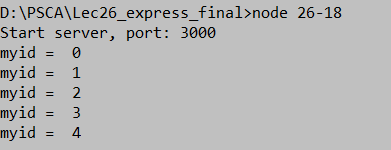 D:\PSCA\Lec26_express_final>node 26-18
Start server, port: 3000
myid =  0
myid =  1
myid =  2
myid =  3
myid =  4